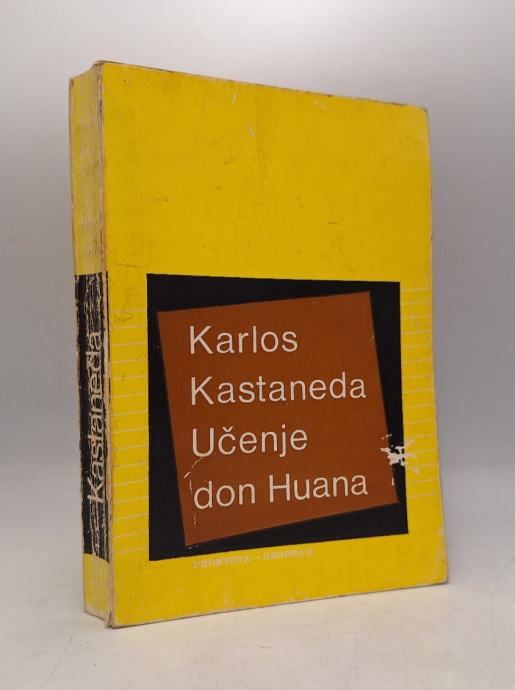 Karlos
Kastaneda
Učenje
don Huana
PROSVETA — BEOGRAD
Kastaneda